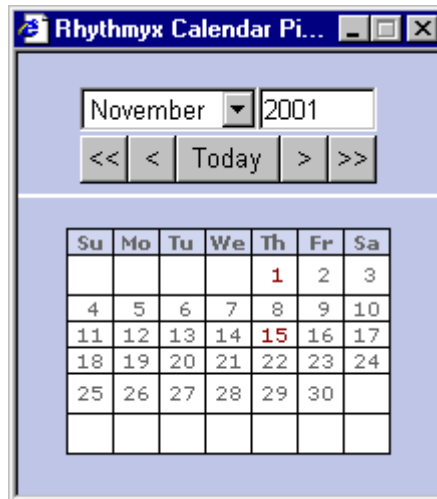 Rhythmyx Calendar Pi...
November 2001
<< < Today > >>
Su Mo Tu We Th Fr Sa
1 2 3
4 5 6 7 8 9 10
11 12 13 14 15 16 17
18 19 20 21 22 23 24
25 26 27 28 29 30